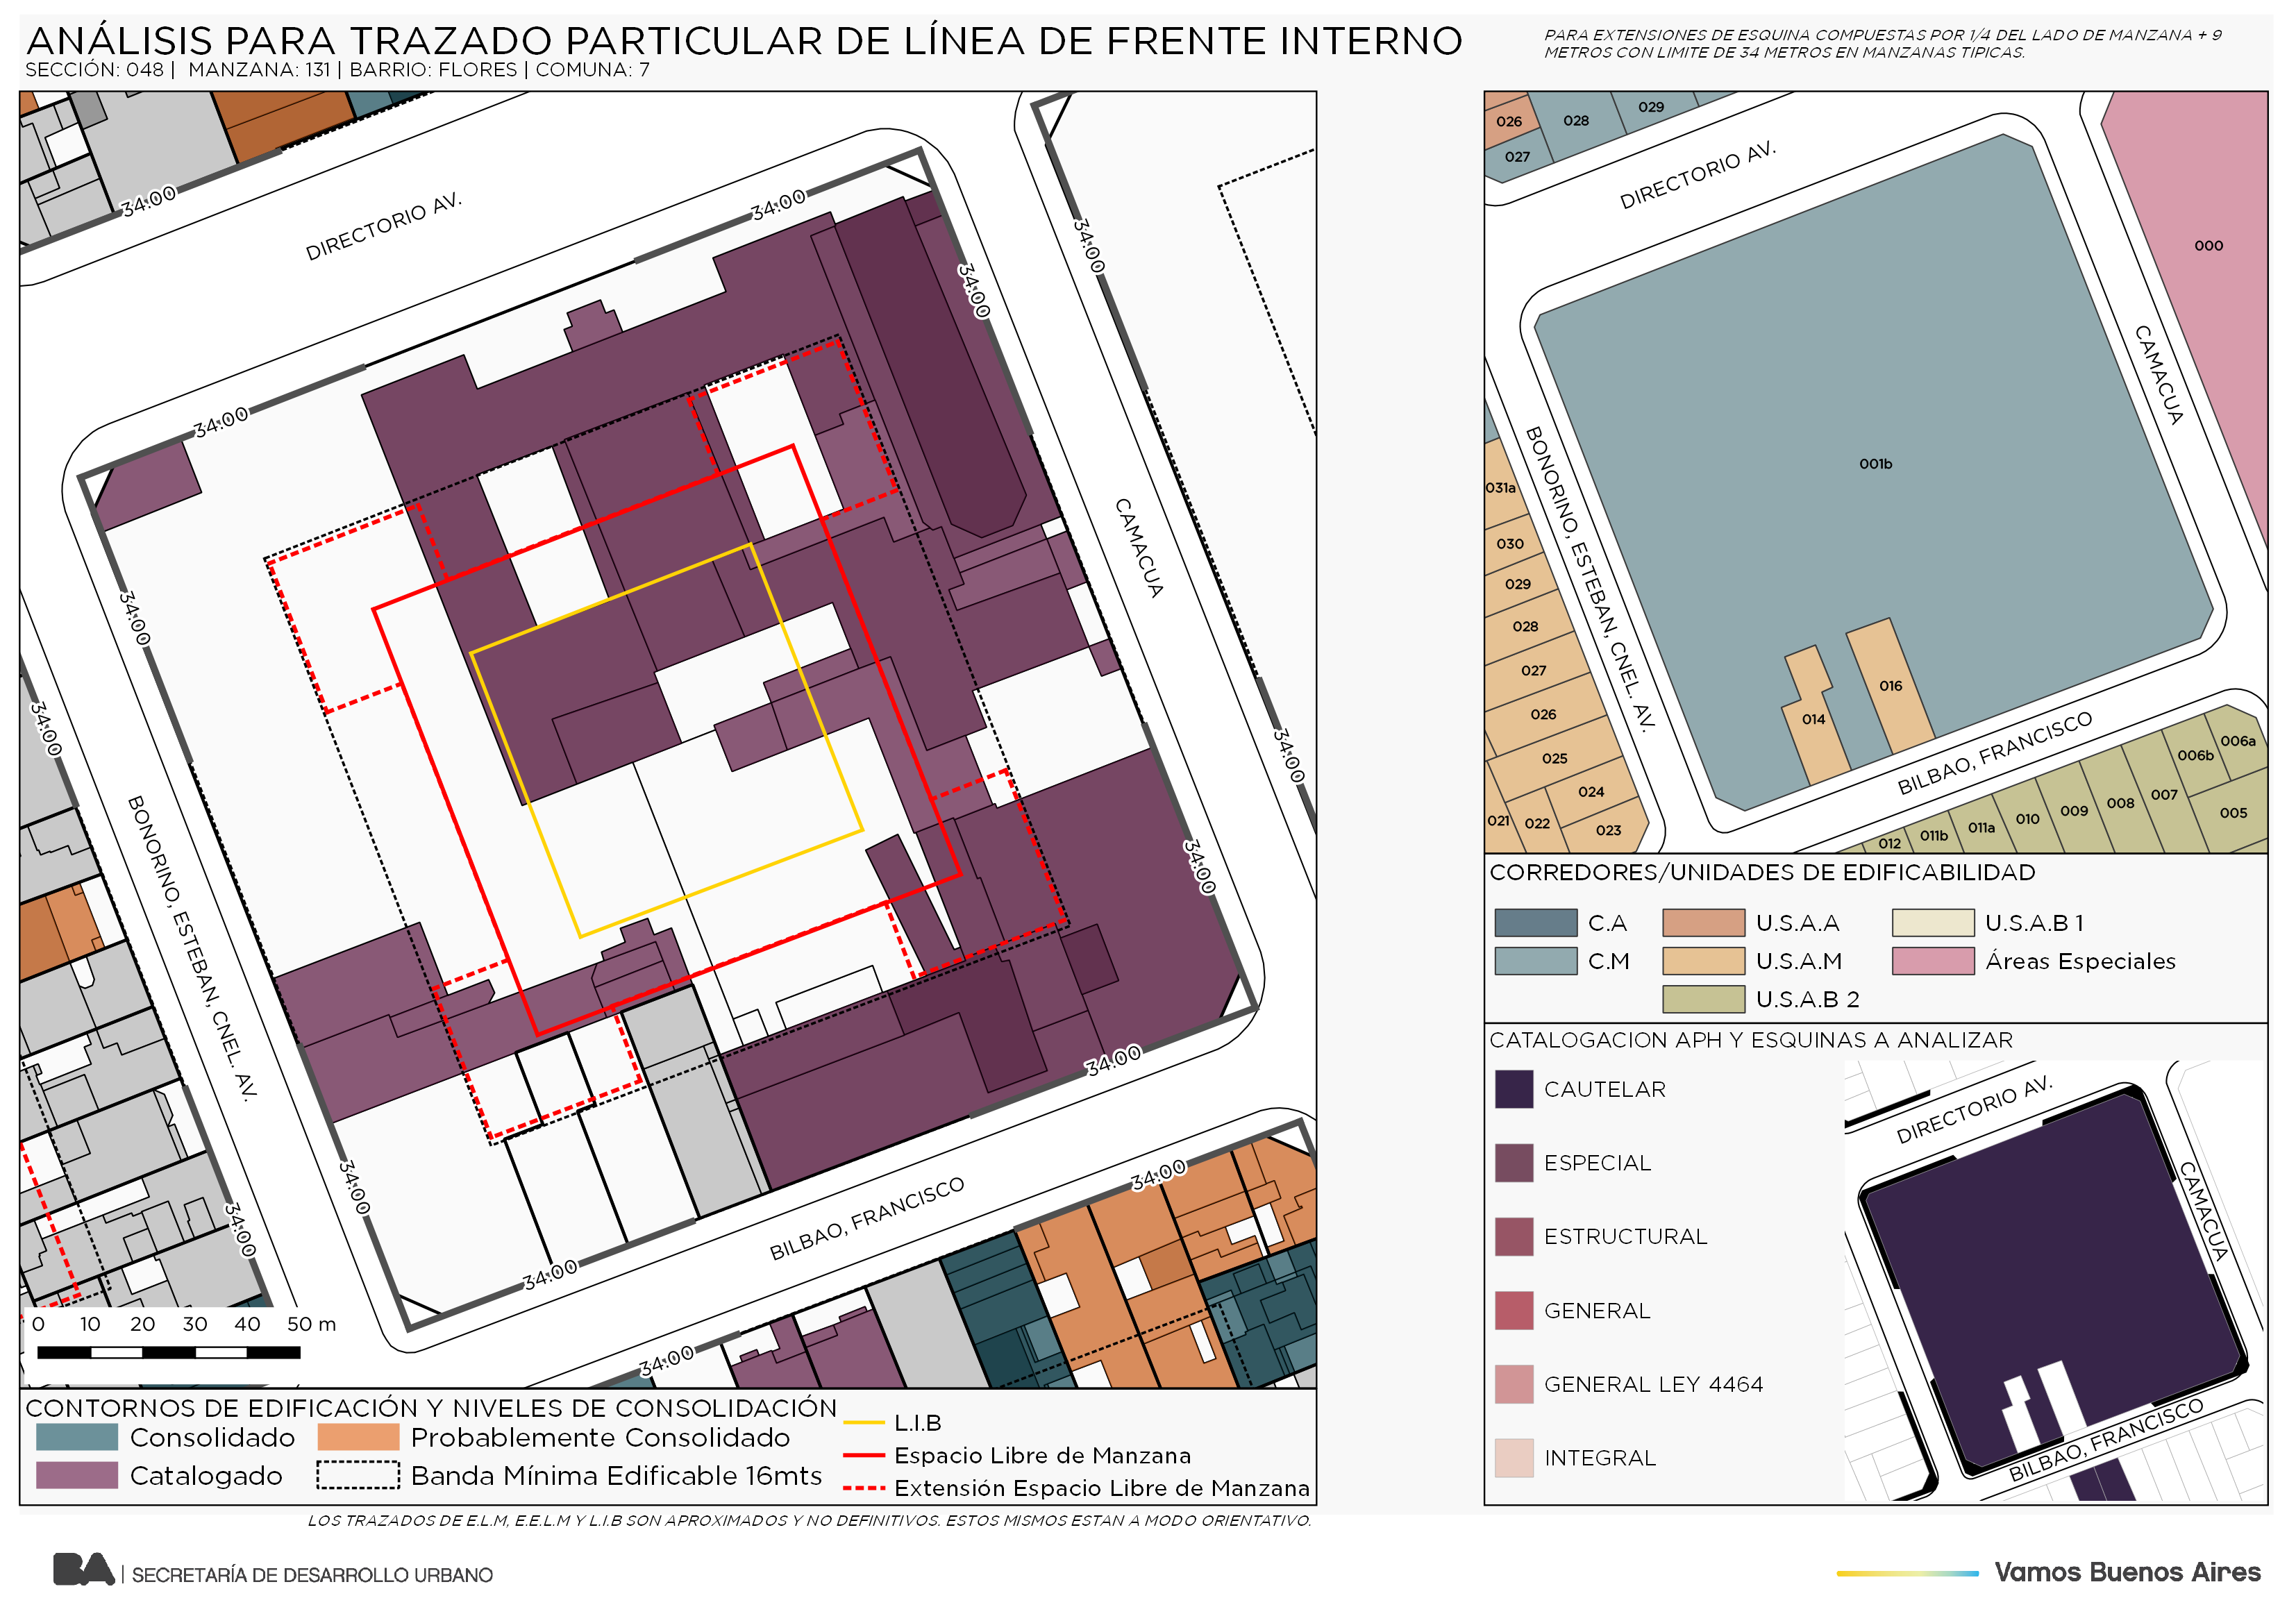 ANÁLISIS PARA TRAZADO PARTICULAR DE LÍNEA DE FRENTE INTERNO
SECCIÓN: 048 | MANZANA: 131 | BARRIO: FLORES | COMUNA: 7
PARA EXTENSIONES DE ESQUINA COMPUESTAS POR 1/4 DEL LADO DE MANZANA + 9
METROS CON LIMITE DE 34 METROS EN MANZANAS TIPICAS.
34.00
DIRECTORIO AV.
34.00
34.00
34.00
34.00
34.00
34.00
CAMACUA
34.00
BONORINO, ESTEBAN, CNEL. AV.
34.00
34.00
34.00
34.00
34.00
34.00
BILBAO, FRANCISCO
34.00
34.00
0 10 20 30 40 50 m
CONTORNOS DE EDIFICACIÓN Y NIVELES DE CONSOLIDACIÓN
Consolidado
Probablemente Consolidado
Catalogado
Banda Mínima Edificable 16mts
L.I.B
Espacio Libre de Manzana
Extensión Espacio Libre de Manzana
LOS TRAZADOS DE E.L.M, E.E.L.M Y L.I.B SON APROXIMADOS Y NO DEFINITIVOS. ESTOS MISMOS ESTAN A MODO ORIENTATIVO.
026
028
029
027
DIRECTORIO AV.
000
CAMACUA
001b
BONORINO, ESTEBAN, CNEL. AV.
031a
030
029
028
027
026
025
024
023
022
021
014
016
BILBAO, FRANCISCO
006a
006b
005
007
008
009
010
011a
011b
012
CORREDORES/UNIDADES DE EDIFICABILIDAD
C.A
U.S.A.A
U.S.A.B 1
C.M
U.S.A.M
Áreas Especiales
U.S.A.B 2
CATALOGACION APH Y ESQUINAS A ANALIZAR
CAUTELAR
ESPECIAL
ESTRUCTURAL
GENERAL
GENERAL LEY 4464
INTEGRAL
DIRECTORIO AV.
CAMACUA
BILBAO, FRANCISCO
BA | SECRETARÍA DE DESARROLLO URBANO
Vamos Buenos Aires